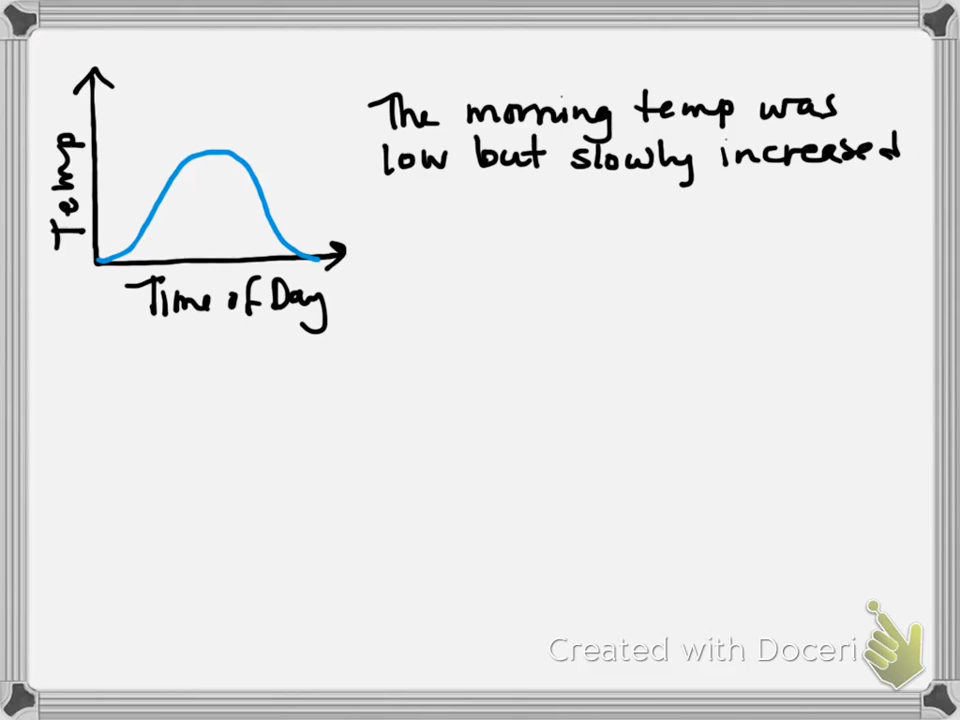 Temp
Time of Day
The morning temp was
low but slowly increased
Created with Doceri